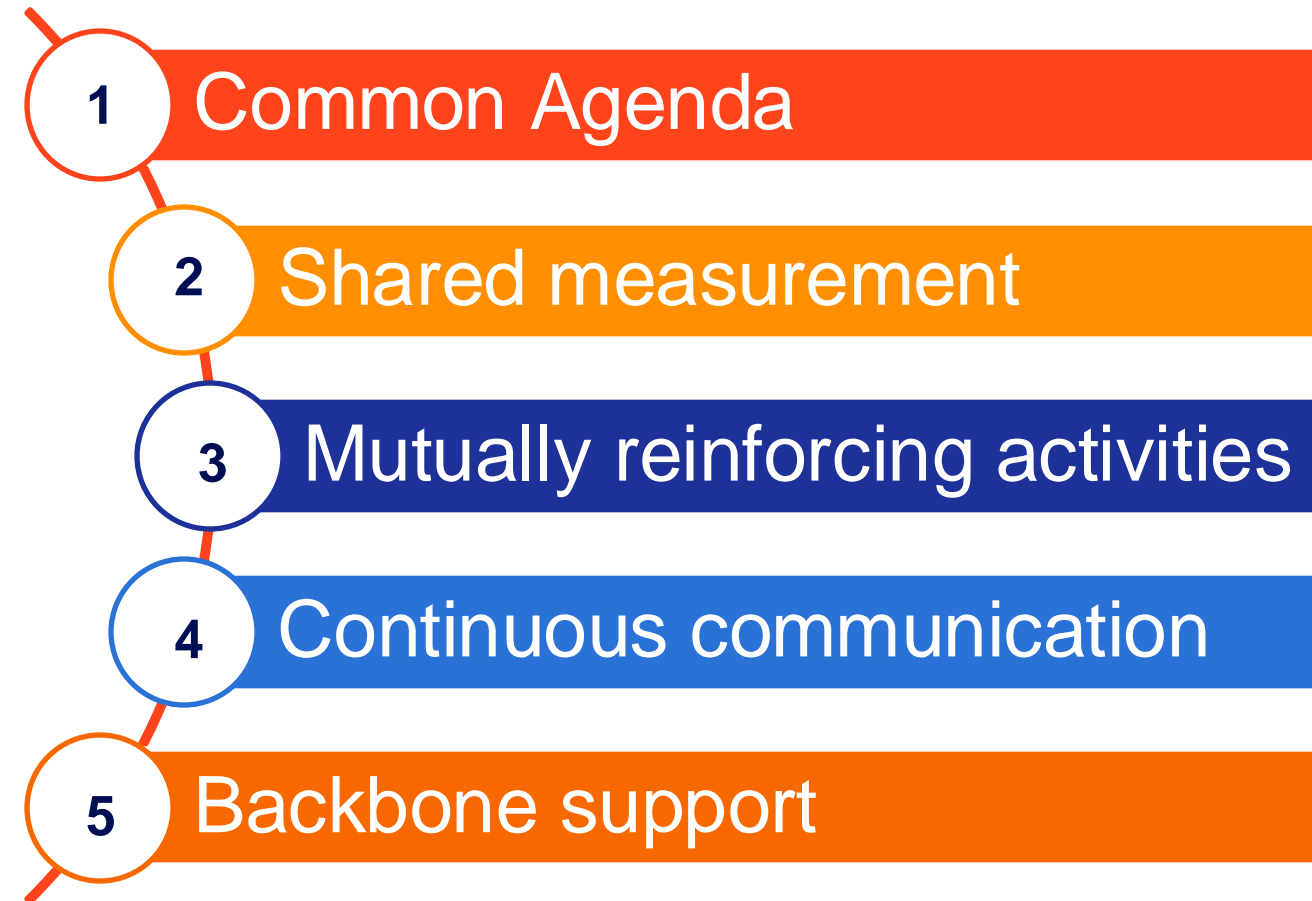 1 Common Agenda
2 Shared measurement
3 Mutually reinforcing activities
4 Continuous communication
5 Backbone support